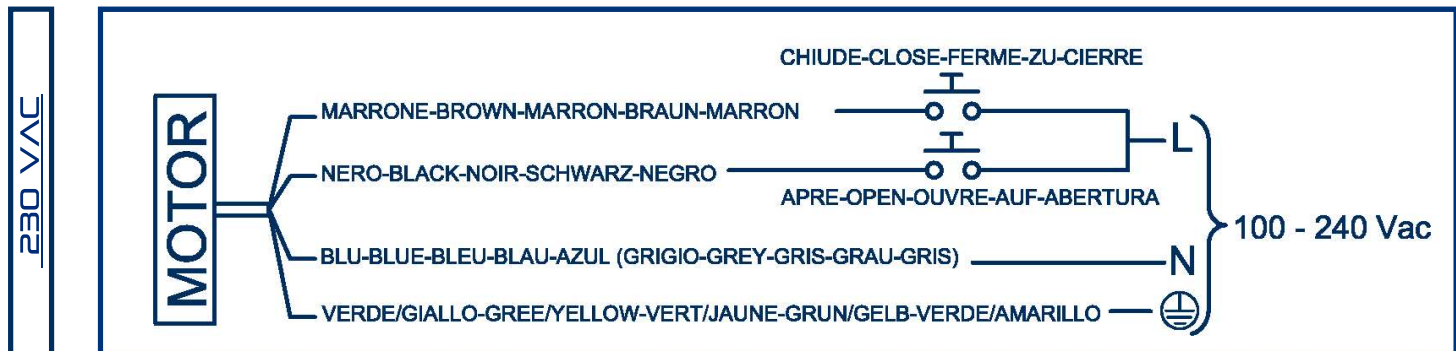 230 VAC
MOTOR
CHIUDE-CLOSE-FERME-ZU-CIERRE
MARRONE-BROWN-MARRON-BRAUN-MARRON
L
NERO-BLACK-NOIR-SCHWARZ-NEGRO
APRE-OPEN-OUVRE-AUF-ABERTURA
100 - 240 Vac
BLU-BLUE-BLEU-BLAU-AZUL (GRIGIO-GREY-GRIS-GRAU-GRIS)
N
VERDE/GIALLO-GREE/YELLOW-VERT/JAUNE-GRUN/GELB-VERDE/AMARILLO